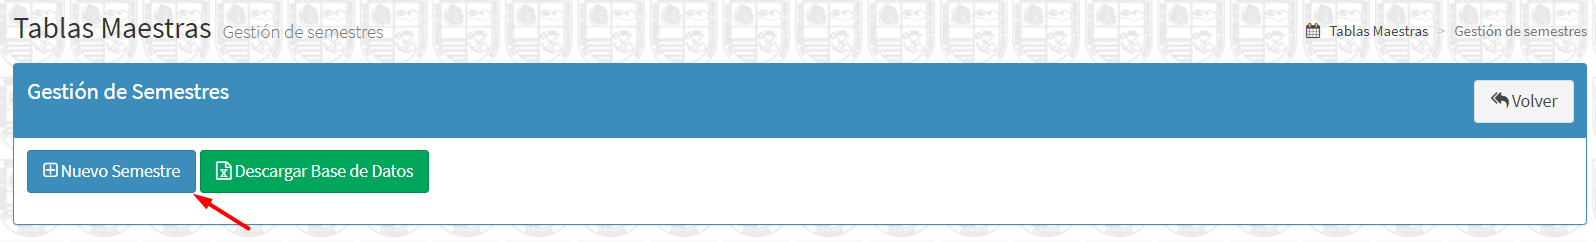 Tablas Maestras Gestión de semestres
Tablas Maestras > Gestión de semestres
Gestión de Semestres
Volver
Nuevo Semestre
Descargar Base de Datos